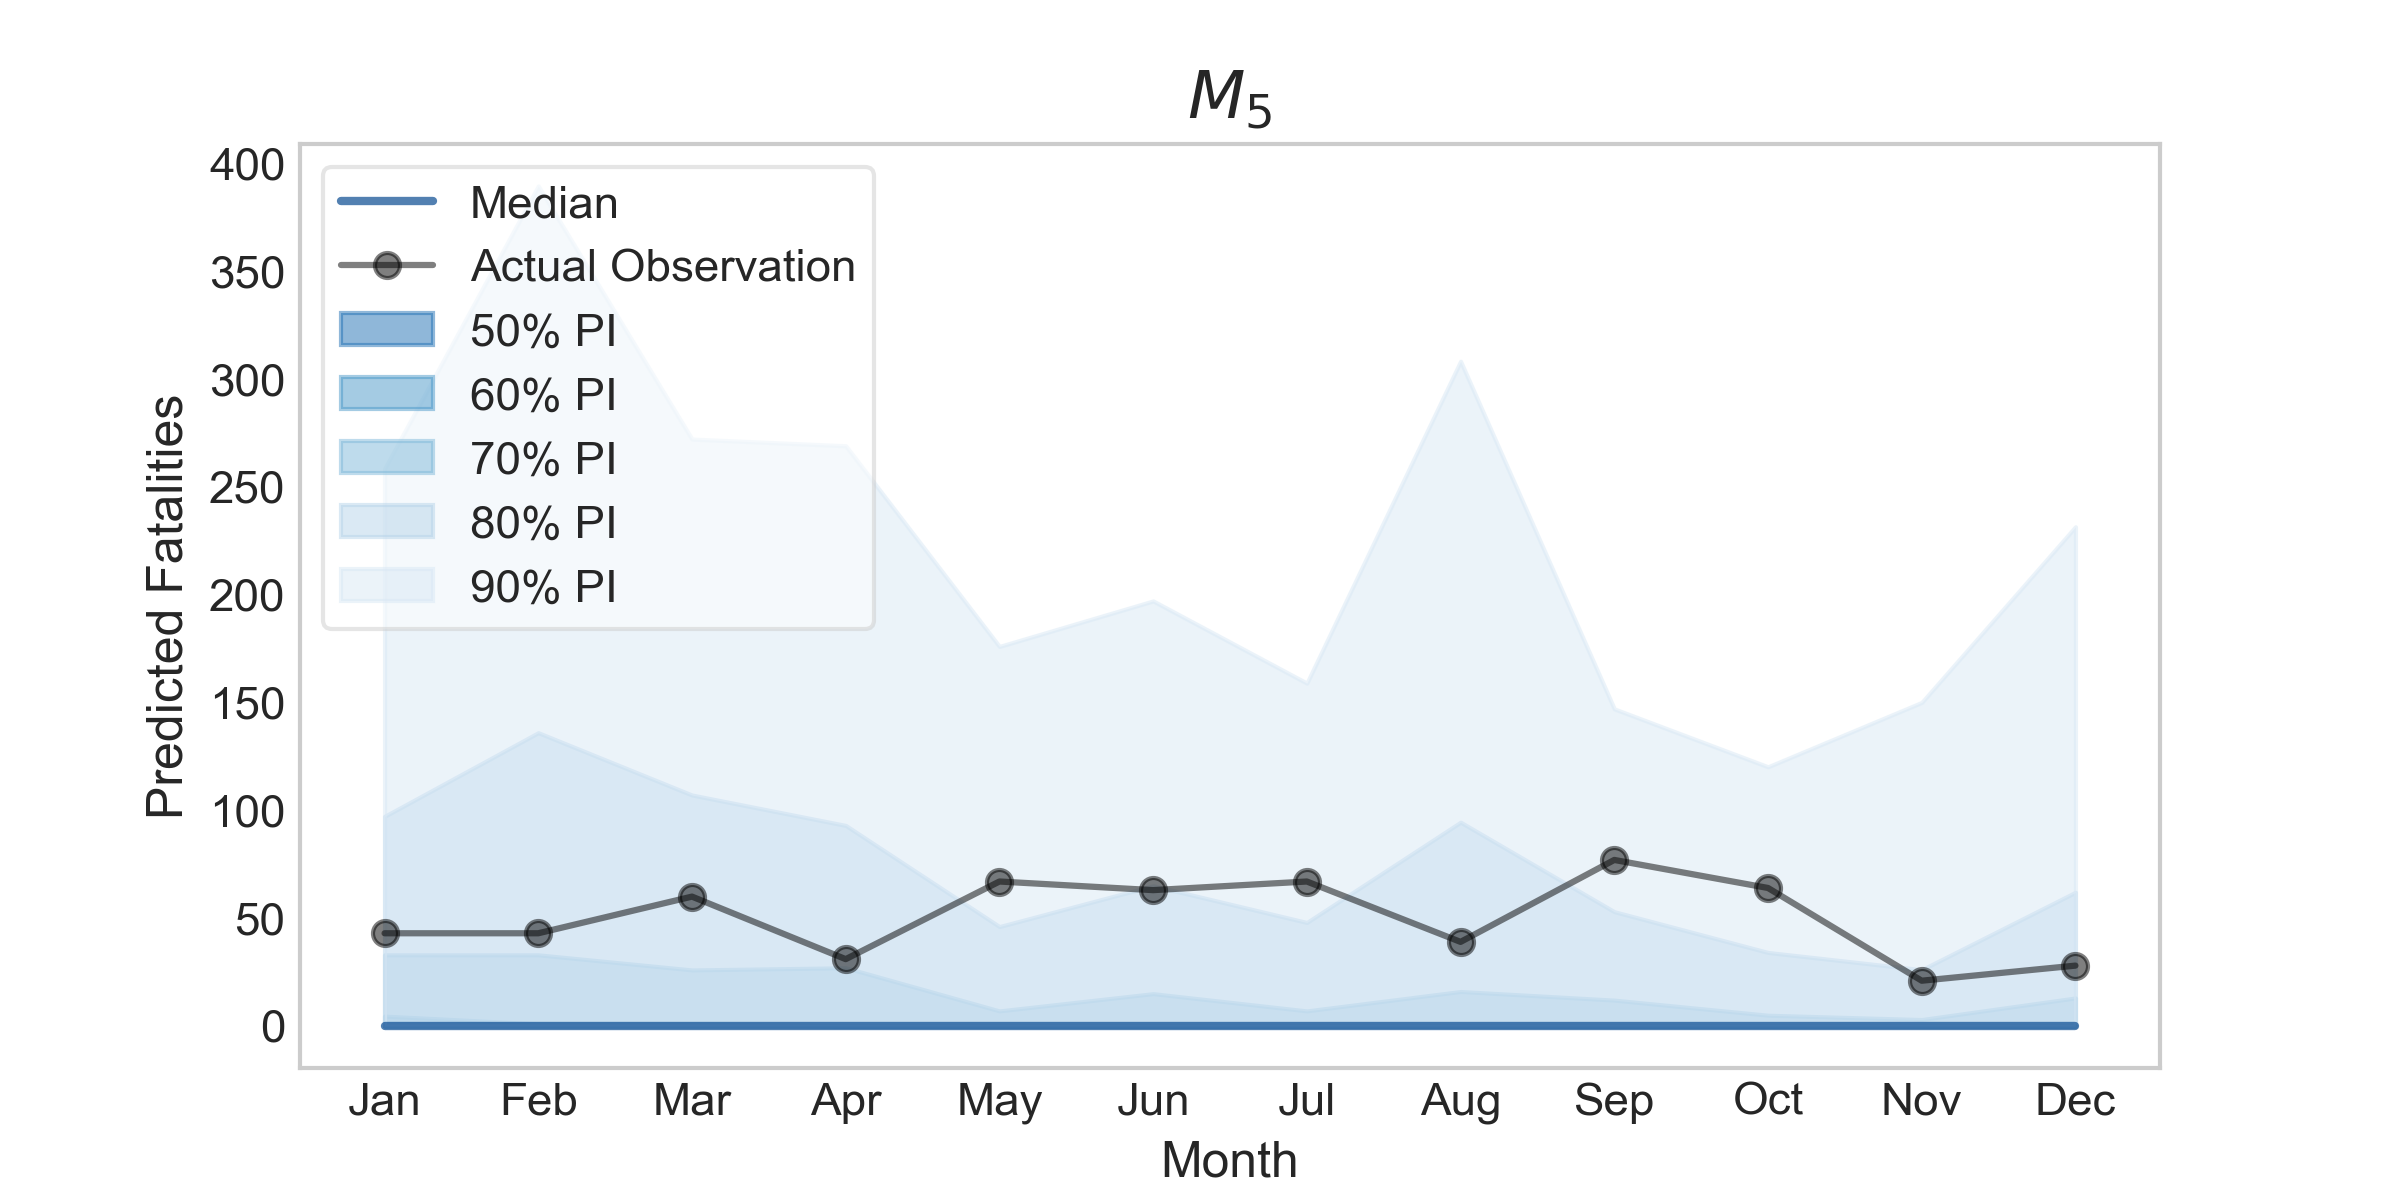 M5
400
350
300
250
200
150
100
50
0
Predicted Fatalities
Median
Actual Observation
50% PI
60% PI
70% PI
80% PI
90% PI
Jan Feb Mar Apr May Jun Jul Aug Sep Oct Nov Dec
Month